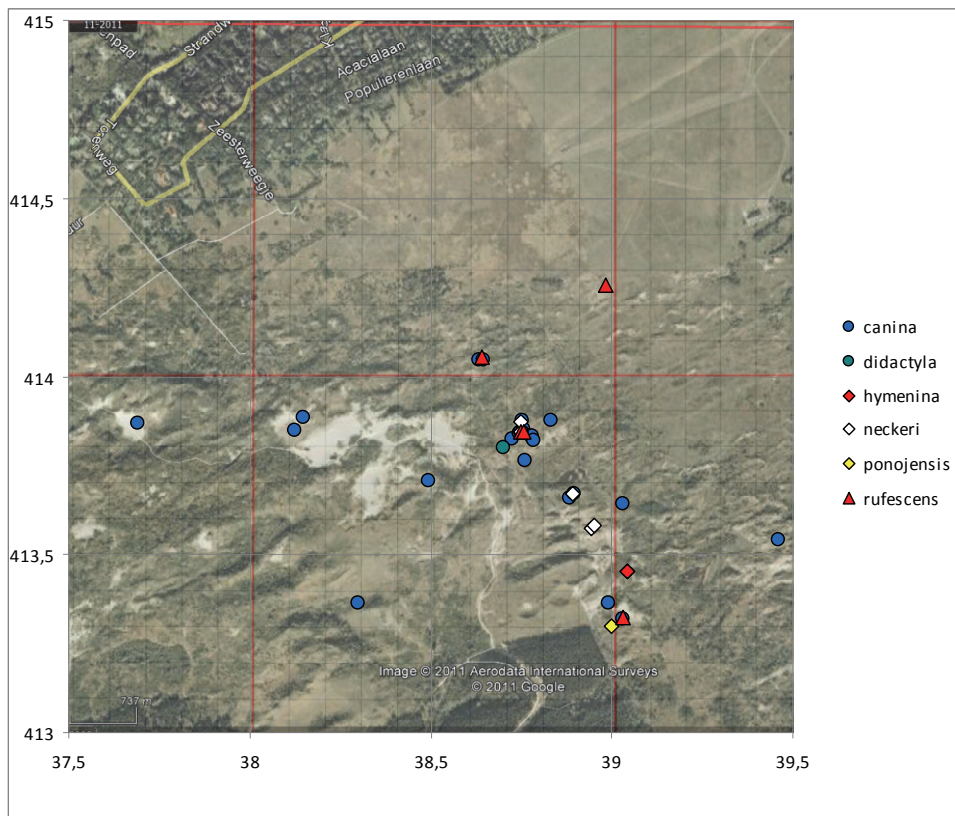 415
414,5
414
413,5
413
37,5
38
38,5
39
39,5
11-2011
Strandw
Acacialaan
Populierenlaan
Zeesterweegje
Image © 2011 Aerodata International Surveys
© 2011 Google
737 m
canina
didactyla
hymenina
neckeri
ponojensis
rufescens